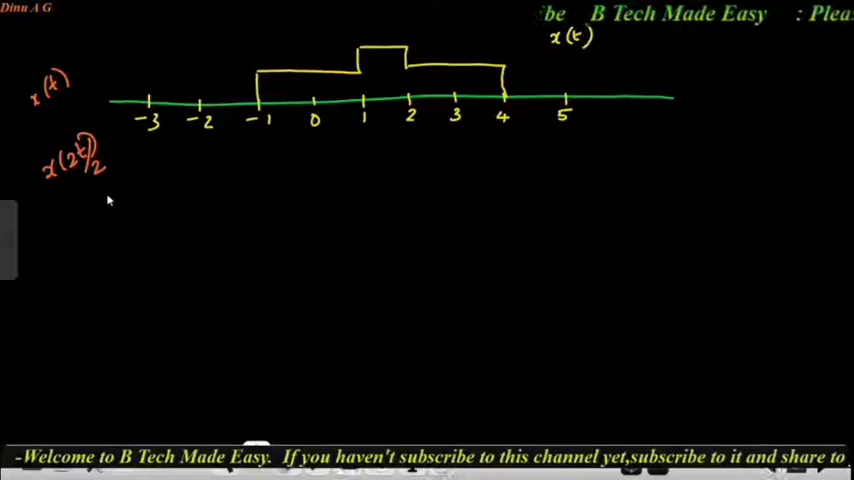 Dinu A G
be B Tech Made Easy : Plea
x(t)
x(t)
-3 -2 -1 0 1 2 3 4 5
x(2t)/2
-Welcome to B Tech Made Easy. If you haven't subscribe to this channel yet,subscribe to it and share to